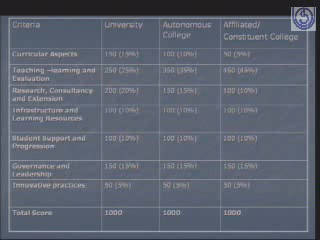 Criteria University Autonomous College Affiliated/ Constituent College
Curricular Aspects 150 (15%) 100 (10%) 50 (5%)
Teaching –learning and Evaluation 250 (25%) 350 (35%) 450 (45%)
Research, Consultancy and Extension 200 (20%) 150 (15%) 100 (10%)
Infrastructure and Learning Resources 100 (10%) 100 (10%) 100 (10%)
Student Support and Progression 100 (10%) 100 (10%) 100 (10%)
Governance and Leadership 150 (15%) 150 (15%) 150 (15%)
Innovative practices 50 (5%) 50 (5%) 50 (5%)
Total Score 1000 1000 1000